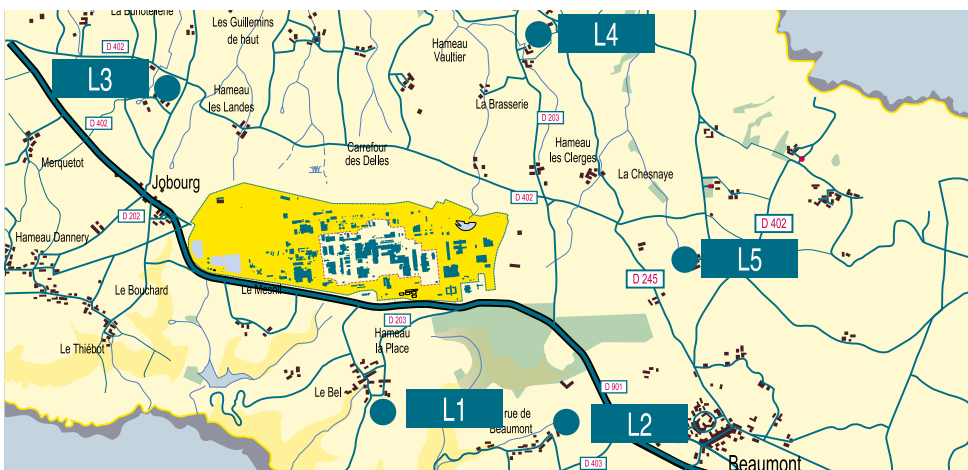 La Bunotellerie
Les Guillemins
de haut
L4
Hameau
Vaultier
D 402
L3
Hameau
les Landes
La Brasserie
D 402
D 203
Carrefour
des Delles
Hameau
les Clerges
Merquetot
La Chesnaye
Jobourg
D 402
D 202
D 402
Hameau Dannery
L5
D 245
Le Bouchard
Le Mesnil
D 203
Hameau
la Place
Le Thiébot
Le Bel
D 901
L1
rue de
Beaumont
L2
D 403
Beaumont